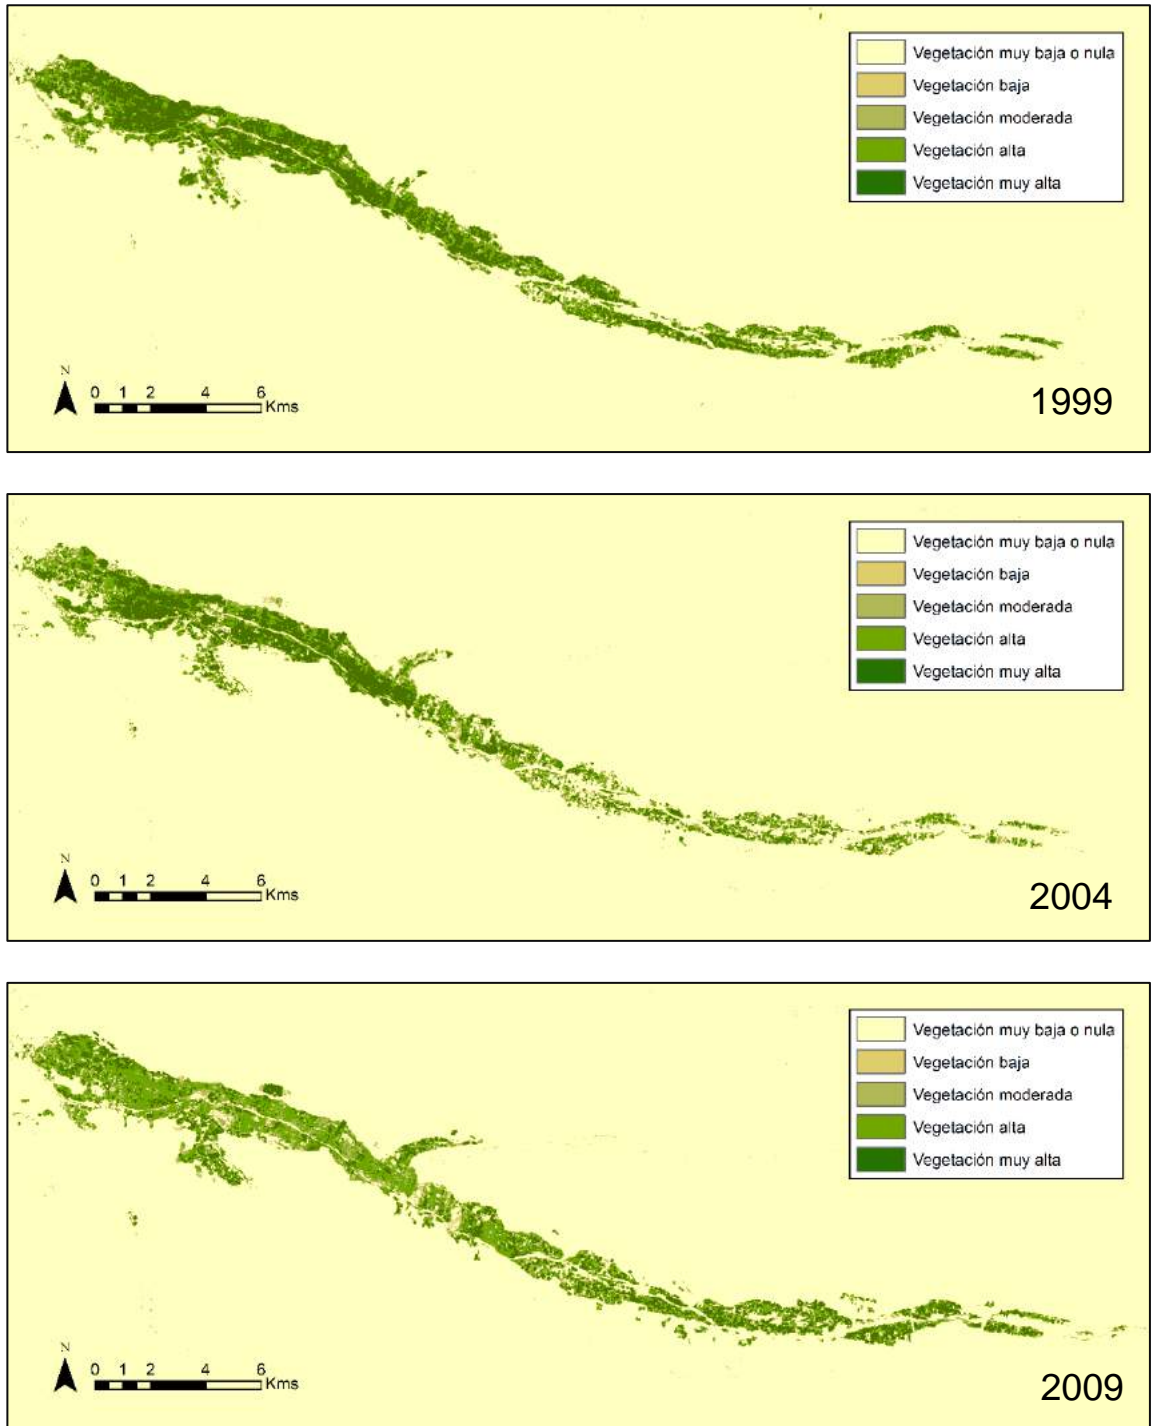 Vegetación muy baja o nula
Vegetación baja
Vegetación moderada
Vegetación alta
Vegetación muy alta
N
0 1 2 4 6
Kms
1999
Vegetación muy baja o nula
Vegetación baja
Vegetación moderada
Vegetación alta
Vegetación muy alta
N
0 1 2 4 6
Kms
2004
Vegetación muy baja o nula
Vegetación baja
Vegetación moderada
Vegetación alta
Vegetación muy alta
N
0 1 2 4 6
Kms
2009